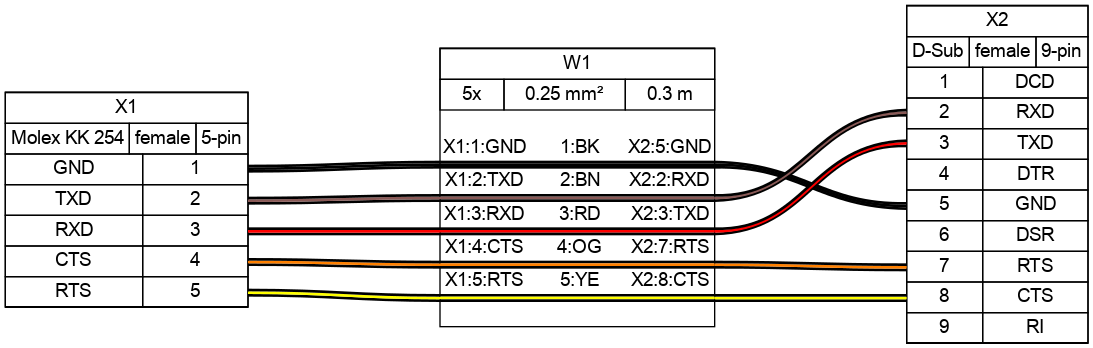 X1
Molex KK 254 female 5-pin
GND 1
TXD 2
RXD 3
CTS 4
RTS 5
W1
5x 0.25 mm² 0.3 m
X1:1:GND 1:BK X2:5:GND
X1:2:TXD 2:BN X2:2:RXD
X1:3:RXD 3:RD X2:3:TXD
X1:4:CTS 4:OG X2:7:RTS
X1:5:RTS 5:YE X2:8:CTS
X2
D-Sub female 9-pin
1 DCD
2 RXD
3 TXD
4 DTR
5 GND
6 DSR
7 RTS
8 CTS
9 RI